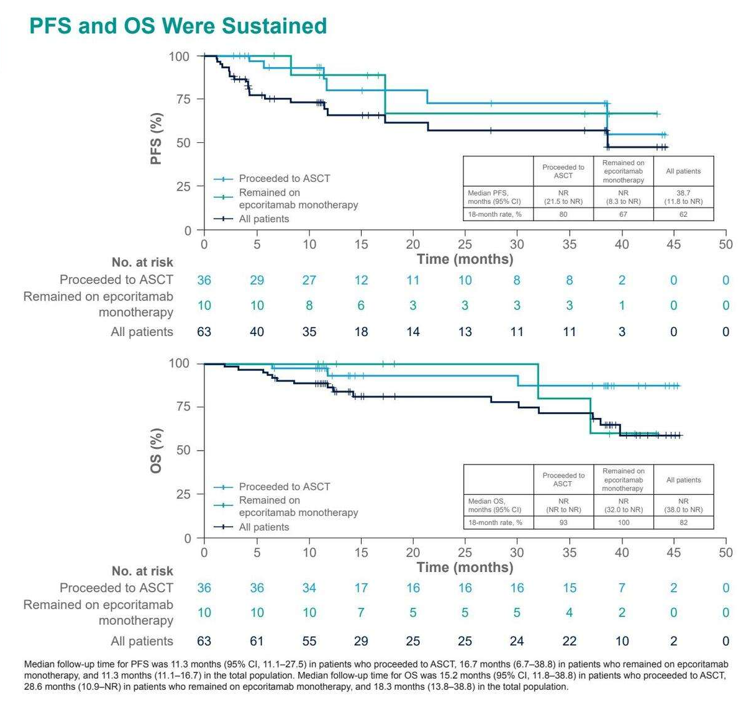 PFS and OS Were Sustained
100
75
50
25
0
PFS (%)
Proceeded to ASCT
Remained on
epcoritamab monotherapy
All patients
Proceeded to ASCT
Remained on epcoritamab monotherapy
All patients
Median PFS, months (95% CI)
NR (21.5 to NR)
NR (8.3 to NR)
38.7 (11.8 to NR)
18-month rate, %
80
67
62
0 5 10 15 20 25 30 35 40 45 50
Time (months)
No. at risk
Proceeded to ASCT 36 29 27 12 11 10 8 8 2 0 0
Remained on epcoritamab
monotherapy 10 10 8 6 3 3 3 3 1 0 0
All patients 63 40 35 18 14 13 11 11 3 0 0
100
75
50
25
0
OS (%)
Proceeded to ASCT
Remained on
epcoritamab monotherapy
All patients
Proceeded to ASCT
Remained on epcoritamab monotherapy
All patients
Median OS, months (95% CI)
NR (NR to NR)
NR (32.0 to NR)
NR (38.0 to NR)
18-month rate, %
93
100
82
0 5 10 15 20 25 30 35 40 45 50
Time (months)
No. at risk
Proceeded to ASCT 36 36 34 17 16 16 16 15 7 2 0
Remained on epcoritamab
monotherapy 10 10 10 7 5 5 5 4 2 0 0
All patients 63 61 55 29 25 25 24 22 10 2 0
Median follow-up time for PFS was 11.3 months (95% CI, 11.1–27.5) in patients who proceeded to ASCT, 16.7 months (6.7–38.8) in patients who remained on epcoritamab
monotherapy, and 11.3 months (11.1–16.7) in the total population. Median follow-up time for OS was 15.2 months (95% CI, 11.8–38.8) in patients who proceeded to ASCT,
28.6 months (10.9–NR) in patients who remained on epcoritamab monotherapy, and 18.3 months (13.8–38.8) in the total population.